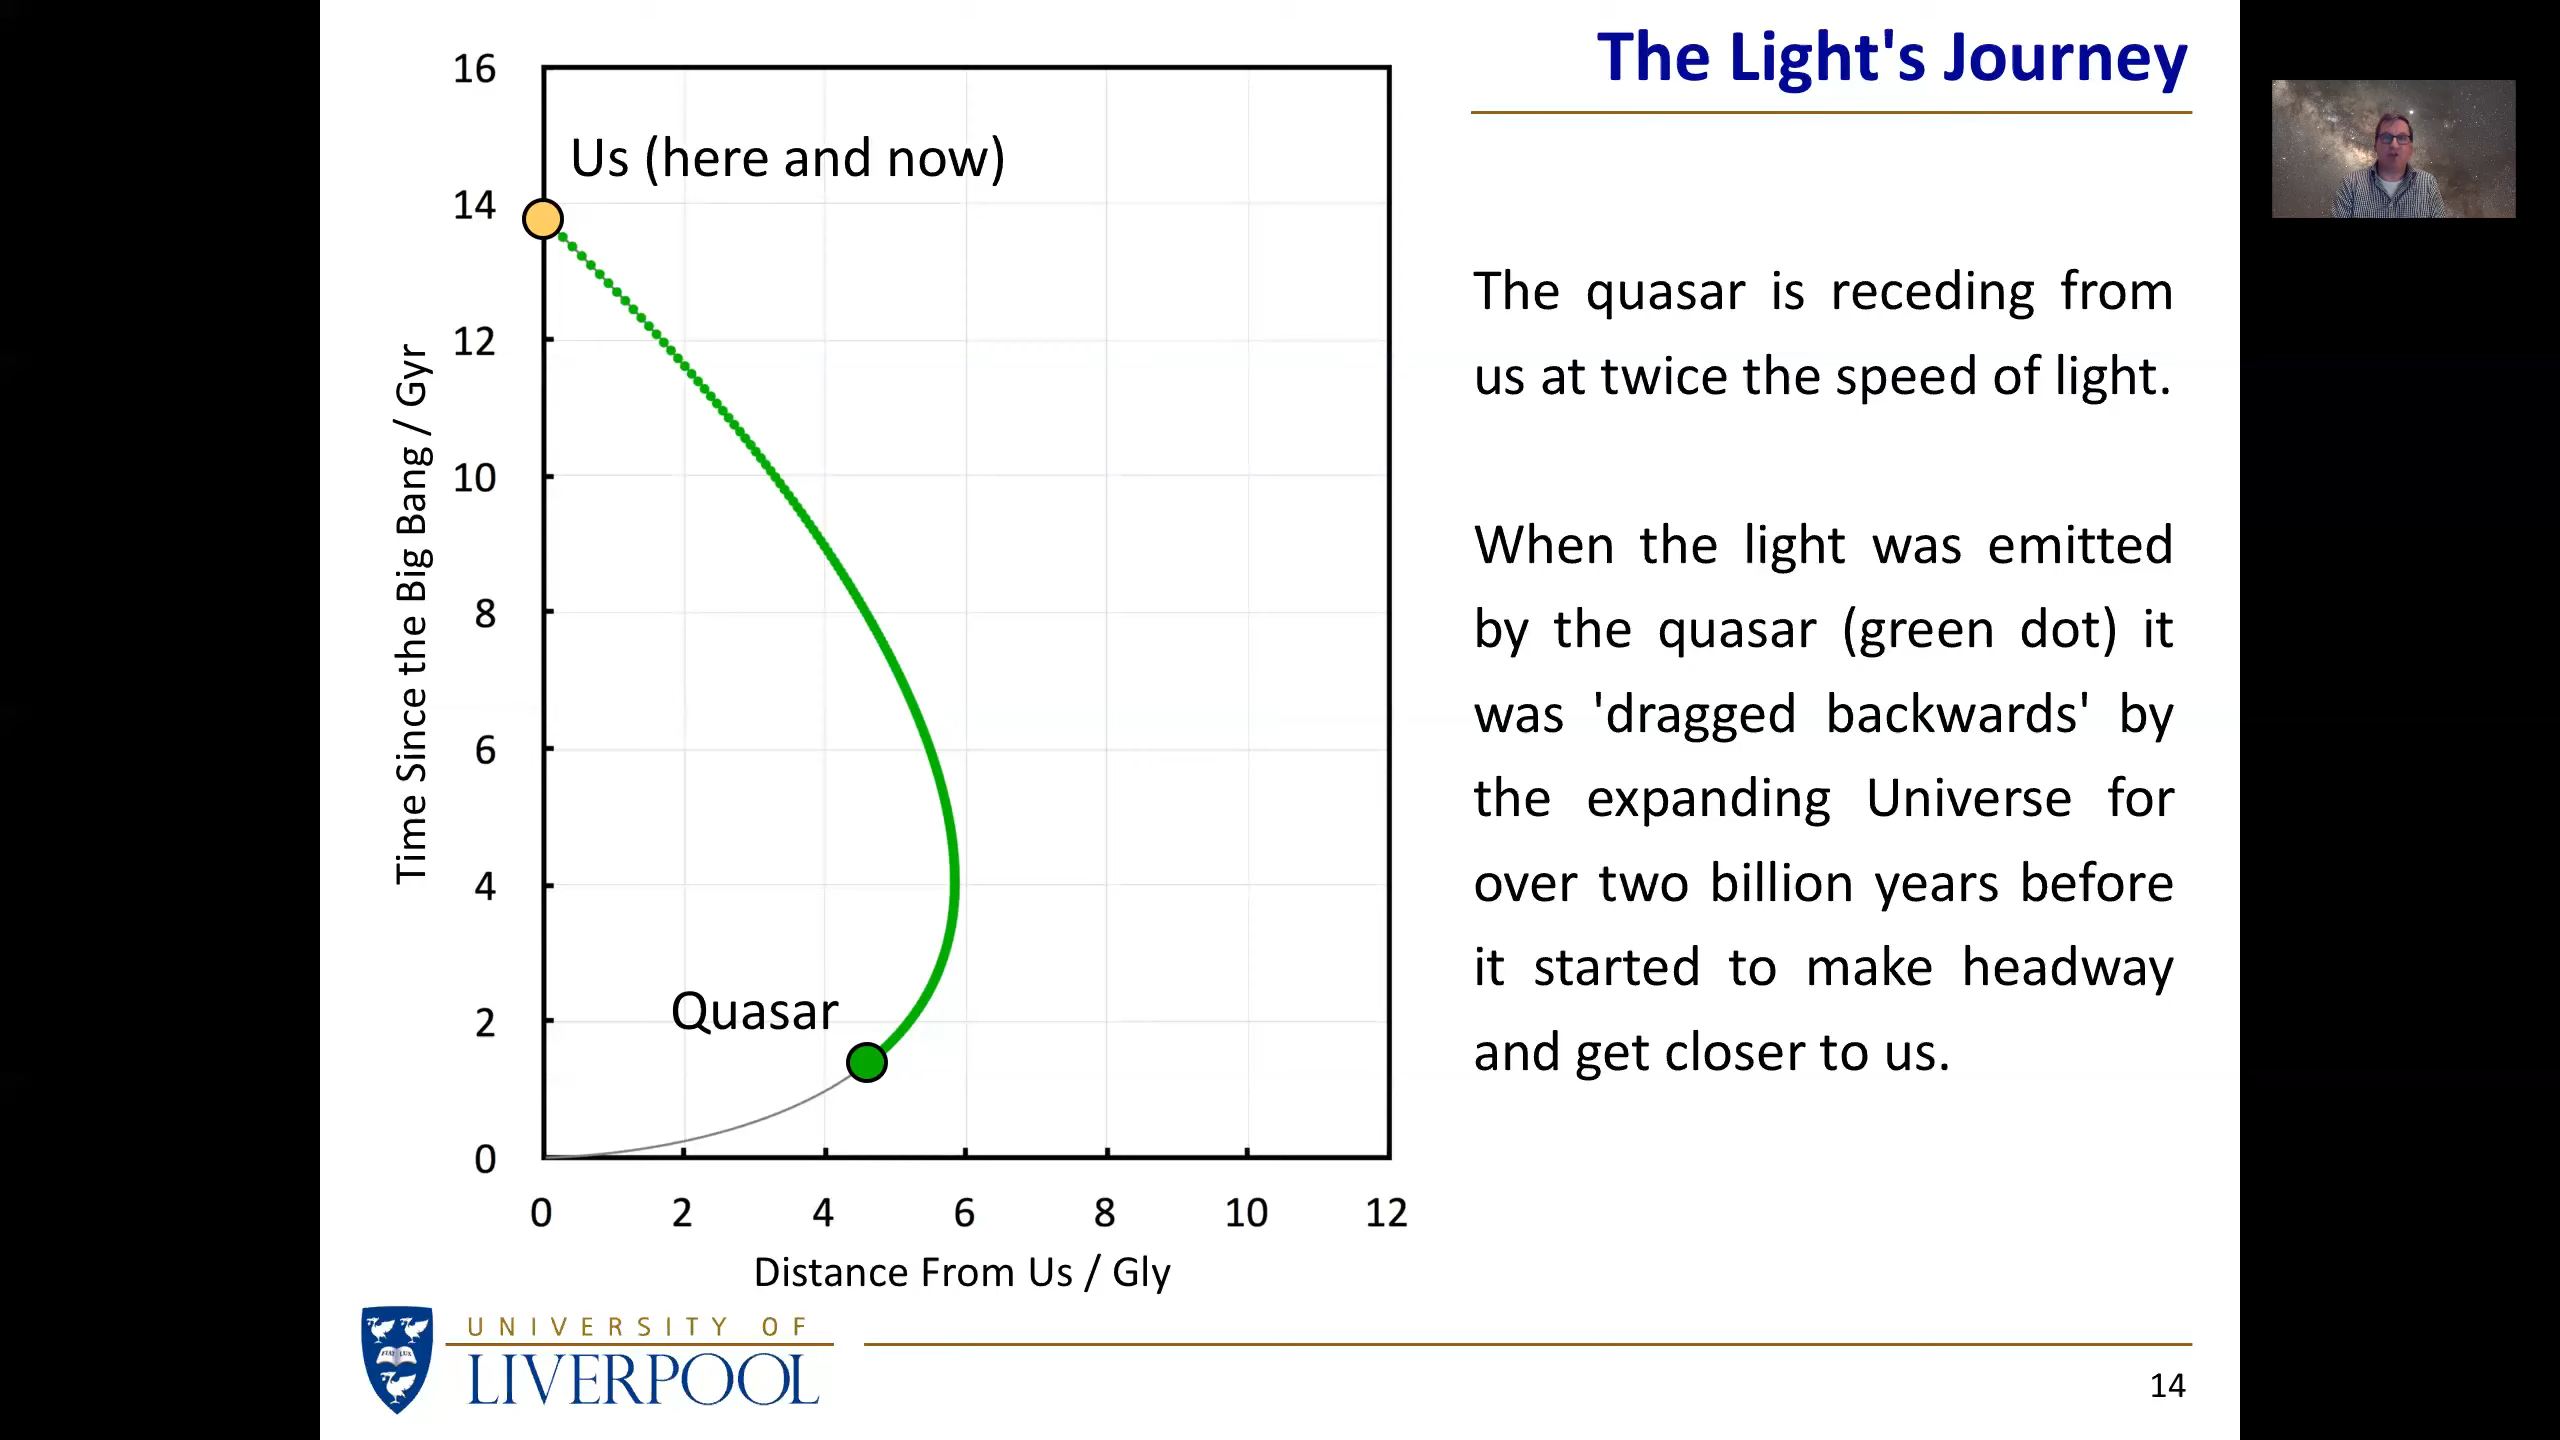 The Light's Journey
16
Us (here and now)
14
12
10
8
6
4
2
0
Time Since the Big Bang / Gyr
Quasar
0 2 4 6 8 10 12
Distance From Us / Gly
The quasar is receding from
us at twice the speed of light.
When the light was emitted
by the quasar (green dot) it
was 'dragged backwards' by
the expanding Universe for
over two billion years before
it started to make headway
and get closer to us.
UNIVERSITY OF
LIVERPOOL
FIAT LUX
14